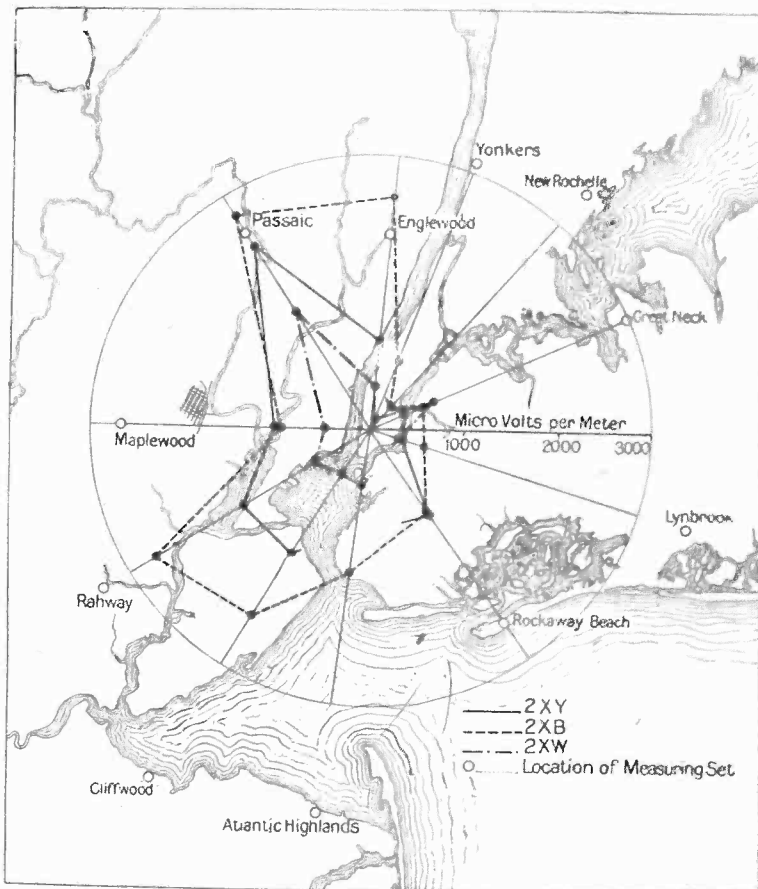 Yonkers
New Rochelle
Passaic
Englewood
Great Neck
Micro Volts per Meter
Maplewood
1000 2000 3000
Lynbrook
Rahway
Rockaway Beach
2XY
2XB
2XW
Location of Measuring Set
Cliffwood
Atlantic Highlands